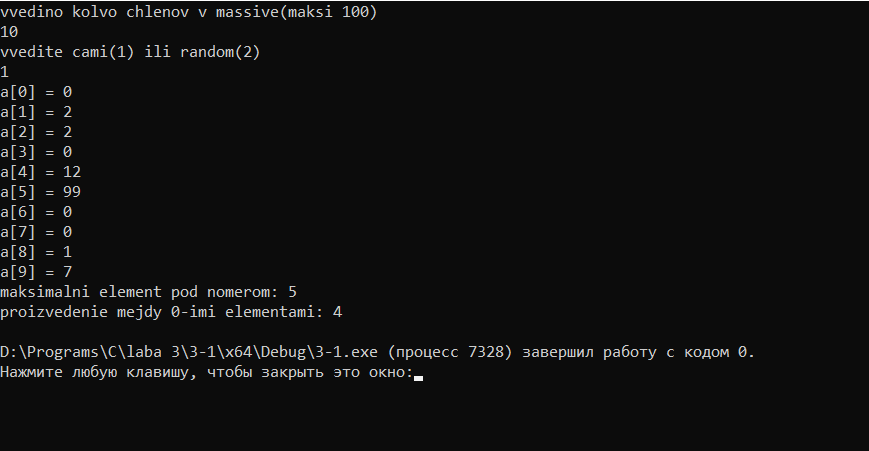 vvedino kolvo chlenov v massive(maksi 100)
10
vvedite cami(1) ili random(2)
1
a[0] = 0
a[1] = 2
a[2] = 2
a[3] = 0
a[4] = 12
a[5] = 99
a[6] = 0
a[7] = 0
a[8] = 1
a[9] = 7
maksimalni element pod nomerom: 5
proizvedenie mejdy 0-imi elementami: 4
D:\Programs\C\laba 3\3-1\x64\Debug\3-1.exe (процесс 7328) завершил работу с кодом 0.
Нажмите любую клавишу, чтобы закрыть это окно: